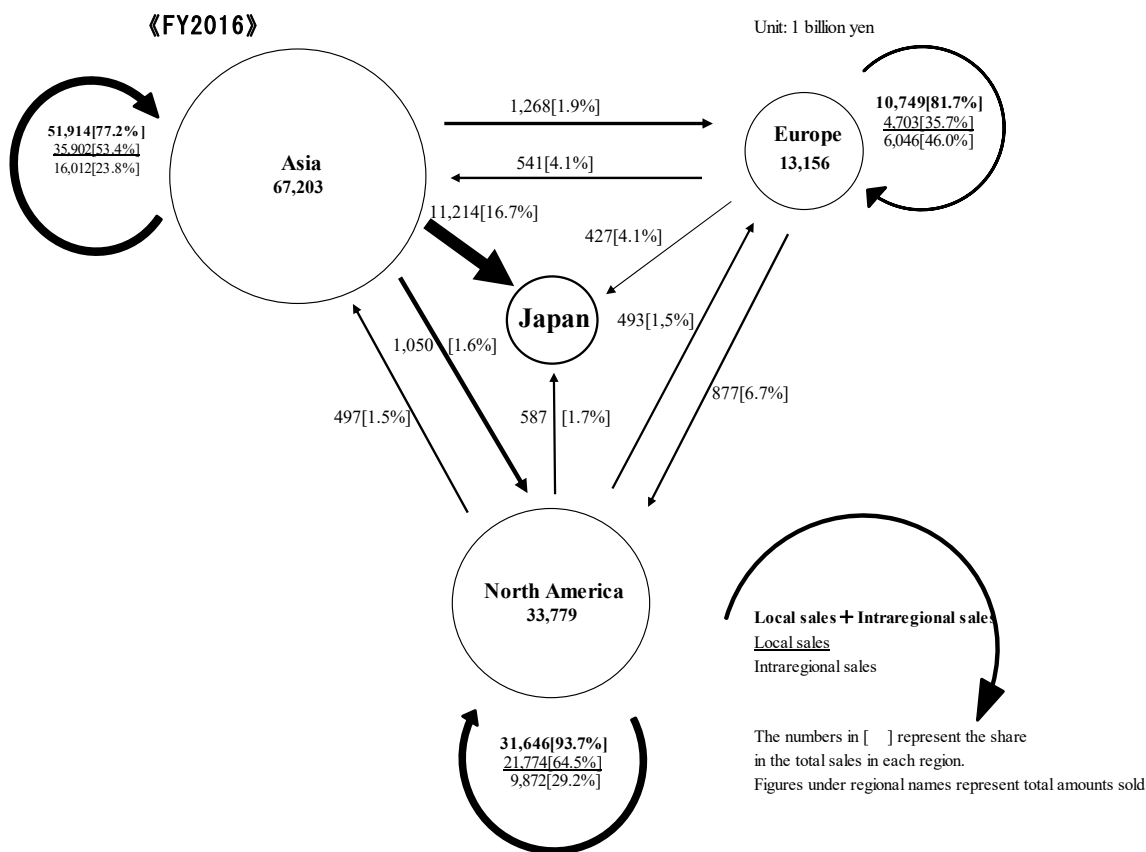 《FY2016》
Unit: 1 billion yen
51,914[77.2%]
35,902[53.4%]
16,012[23.8%]
Asia
67,203
1,268[1.9%]
541[4.1%]
Europe
13,156
10,749[81.7%]
4,703[35.7%]
6,046[46.0%]
11,214[16.7%]
427[4.1%]
Japan
493[1,5%]
1,050 [1.6%]
877[6.7%]
497[1.5%]
587 [1.7%]
North America
33,779
Local sales+Intraregional sales
Local sales
Intraregional sales
31,646[93.7%]
21,774[64.5%]
9,872[29.2%]
The numbers in [ ] represent the share
in the total sales in each region.
Figures under regional names represent total amounts sold